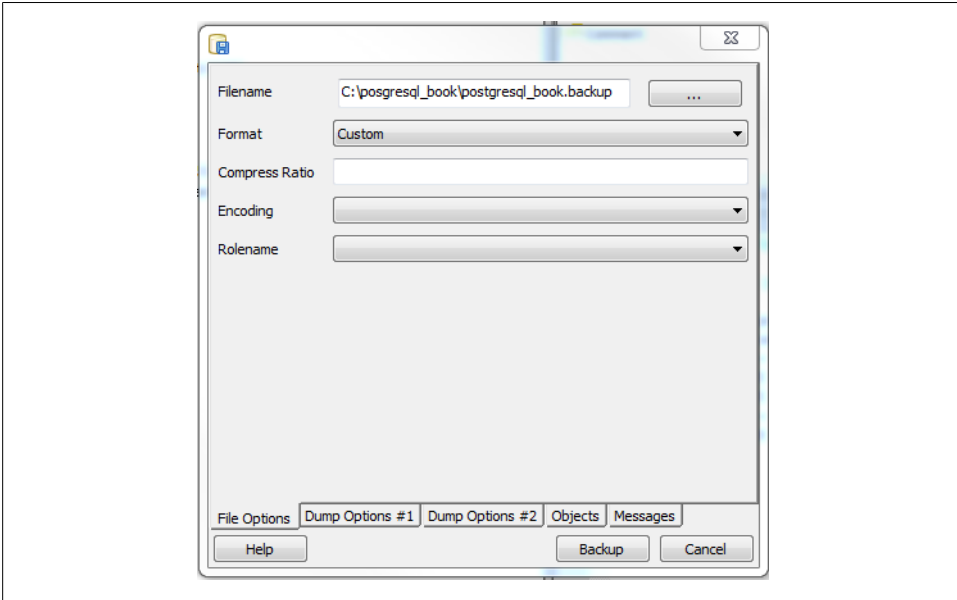 Filename C:\posgresql_book\postgresql_book.backup ...
Format Custom
Compress Ratio
Encoding
Rolename
File Options Dump Options #1 Dump Options #2 Objects Messages
Help Backup Cancel